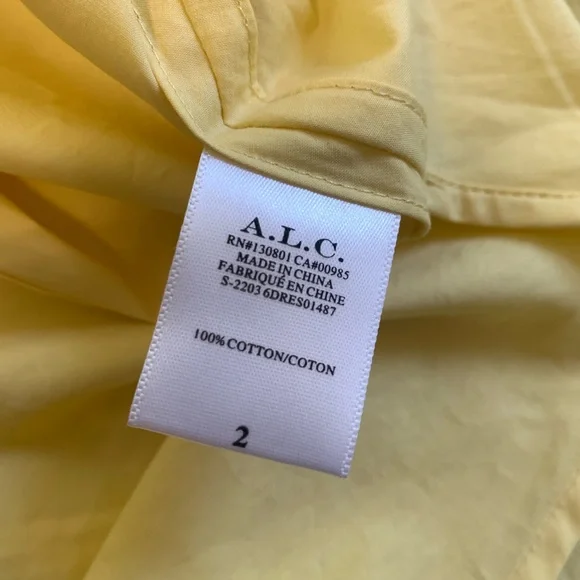 A.L.C.
RN#130801 CA#00985
MADE IN CHINA
FABRIQUÉ EN CHINE
S-2203 6DRES01487
100% COTTON/COTON
2